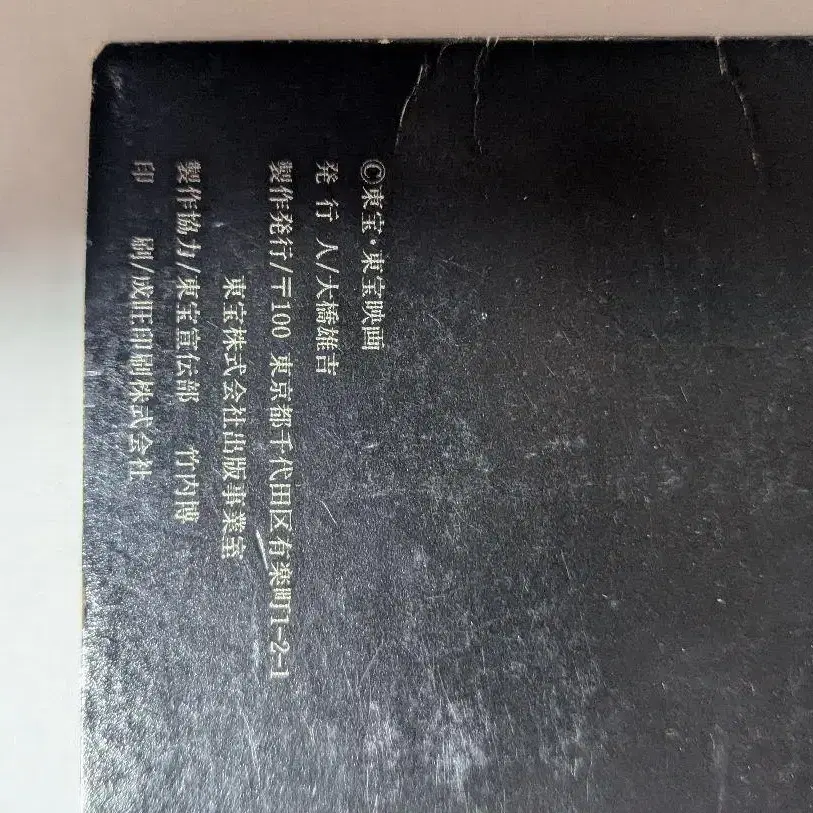 ©東宝・東宝映画
発行人/大橋雄吉
製作発行/〒100 東京都千代田区有楽町1-2-1
東宝株式会社出版事業室
製作協力/東宝宣伝部 竹内博
印刷/成旺印刷株式会社